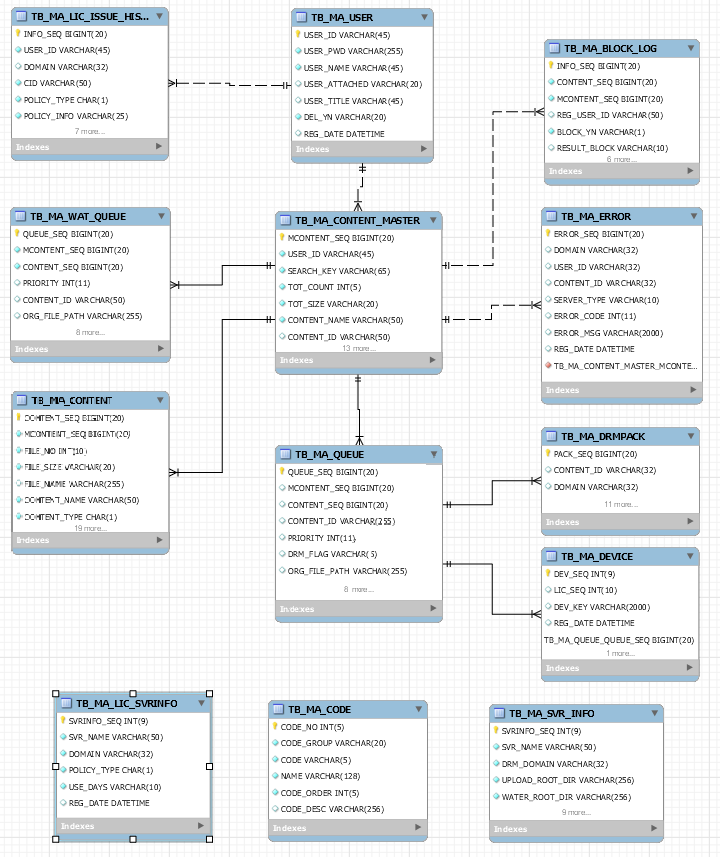 TB_MA_LIC_ISSUE_HIS...
INFO_SEQ BIGINT(20)
USER_ID VARCHAR(45)
DOMAIN VARCHAR(32)
CID VARCHAR(50)
POLICY_TYPE CHAR(1)
POLICY_INFO VARCHAR(25)
7 more...
Indexes
TB_MA_USER
USER_ID VARCHAR(45)
USER_PWD VARCHAR(255)
USER_NAME VARCHAR(45)
USER_ATTACHED VARCHAR(20)
USER_TITLE VARCHAR(45)
DEL_YN VARCHAR(20)
REG_DATE DATETIME
Indexes
TB_MA_BLOCK_LOG
INFO_SEQ BIGINT(20)
CONTENT_SEQ BIGINT(20)
MCONTENT_SEQ BIGINT(20)
REG_USER_ID VARCHAR(50)
BLOCK_YN VARCHAR(1)
RESULT_BLOCK VARCHAR(10)
6 more...
Indexes
TB_MA_WAT_QUEUE
QUEUE_SEQ BIGINT(20)
MCONTENT_SEQ BIGINT(20)
CONTENT_SEQ BIGINT(20)
PRIORITY INT(11)
CONTENT_ID VARCHAR(50)
ORG_FILE_PATH VARCHAR(255)
8 more...
Indexes
TB_MA_CONTENT_MASTER
MCONTENT_SEQ BIGINT(20)
USER_ID VARCHAR(45)
SEARCH_KEY VARCHAR(65)
TOT_COUNT INT(5)
TOT_SIZE VARCHAR(20)
CONTENT_NAME VARCHAR(50)
CONTENT_ID VARCHAR(50)
13 more...
Indexes
TB_MA_ERROR
ERROR_SEQ BIGINT(20)
DOMAIN VARCHAR(32)
USER_ID VARCHAR(32)
CONTENT_ID VARCHAR(32)
SERVER_TYPE VARCHAR(10)
ERROR_CODE INT(11)
ERROR_MSG VARCHAR(2000)
REG_DATE DATETIME
TB_MA_CONTENT_MASTER_MCONTE...
Indexes
TB_MA_CONTENT
CONTENT_SEQ BIGINT(20)
MCONTENT_SEQ BIGINT(20)
FILE_NO INT(10)
FILE_SIZE VARCHAR(20)
FILE_NAME VARCHAR(255)
CONTENT_NAME VARCHAR(50)
CONTENT_TYPE CHAR(1)
19 more...
Indexes
TB_MA_QUEUE
QUEUE_SEQ BIGINT(20)
MCONTENT_SEQ BIGINT(20)
CONTENT_SEQ BIGINT(20)
CONTENT_ID VARCHAR(255)
PRIORITY INT(11)
DRM_FLAG VARCHAR(5)
ORG_FILE_PATH VARCHAR(255)
8 more...
Indexes
TB_MA_DRMPACK
PACK_SEQ BIGINT(20)
CONTENT_ID VARCHAR(32)
DOMAIN VARCHAR(32)
11 more...
Indexes
TB_MA_DEVICE
DEV_SEQ INT(9)
LIC_SEQ INT(10)
DEV_KEY VARCHAR(2000)
REG_DATE DATETIME
TB_MA_QUEUE_QUEUE_SEQ BIGINT(20)
1 more...
Indexes
TB_MA_LIC_SVRINFO
SVRINFO_SEQ INT(9)
SVR_NAME VARCHAR(50)
DOMAIN VARCHAR(32)
POLICY_TYPE CHAR(1)
USE_DAYS VARCHAR(10)
REG_DATE DATETIME
Indexes
TB_MA_CODE
CODE_NO INT(5)
CODE_GROUP VARCHAR(20)
CODE VARCHAR(5)
NAME VARCHAR(128)
CODE_ORDER INT(5)
CODE_DESC VARCHAR(256)
Indexes
TB_MA_SVR_INFO
SVRINFO_SEQ INT(9)
SVR_NAME VARCHAR(50)
DRM_DOMAIN VARCHAR(32)
UPLOAD_ROOT_DIR VARCHAR(256)
WATER_ROOT_DIR VARCHAR(256)
9 more...
Indexes